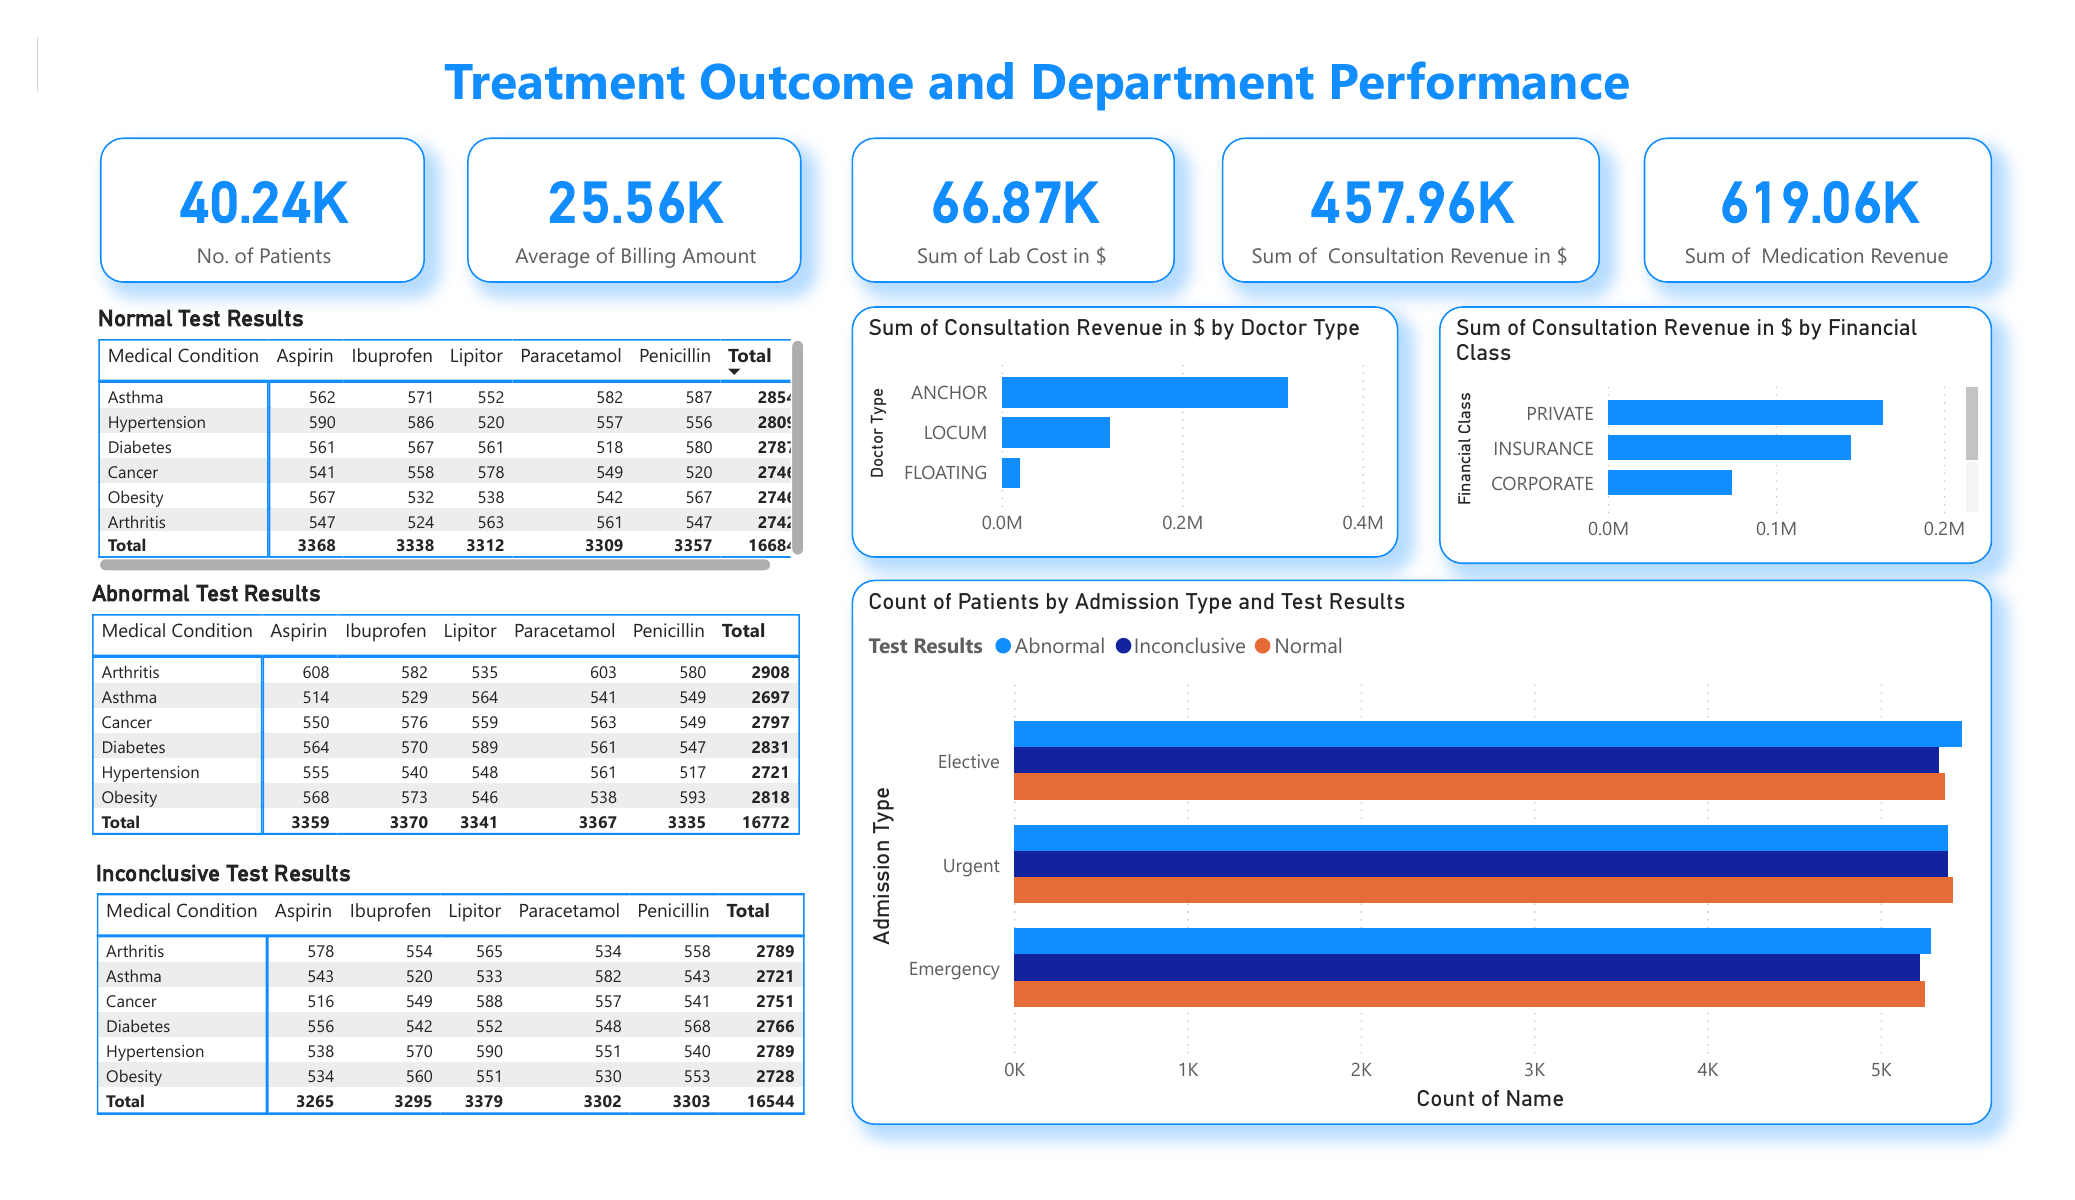 Treatment Outcome and Department Performance
40.24K
No. of Patients
25.56K
Average of Billing Amount
66.87K
Sum of Lab Cost in $
457.96K
Sum of Consultation Revenue in $
619.06K
Sum of Medication Revenue
Normal Test Results
Medical Condition Aspirin Ibuprofen Lipitor Paracetamol Penicillin Total
Asthma 562 571 552 582 587 2854
Hypertension 590 586 520 557 556 2809
Diabetes 561 567 561 518 580 2787
Cancer 541 558 578 549 520 2746
Obesity 567 532 538 542 567 2746
Arthritis 547 524 563 561 547 2742
Total 3368 3338 3312 3309 3357 16684
Abnormal Test Results
Medical Condition Aspirin Ibuprofen Lipitor Paracetamol Penicillin Total
Arthritis 608 582 535 603 580 2908
Asthma 514 529 564 541 549 2697
Cancer 550 576 559 563 549 2797
Diabetes 564 570 589 561 547 2831
Hypertension 555 540 548 561 517 2721
Obesity 568 573 546 538 593 2818
Total 3359 3370 3341 3367 3335 16772
Inconclusive Test Results
Medical Condition Aspirin Ibuprofen Lipitor Paracetamol Penicillin Total
Arthritis 578 554 565 534 558 2789
Asthma 543 520 533 582 543 2721
Cancer 516 549 588 557 541 2751
Diabetes 556 542 552 548 568 2766
Hypertension 538 570 590 551 540 2789
Obesity 534 560 551 530 553 2728
Total 3265 3295 3379 3302 3303 16544
Sum of Consultation Revenue in $ by Doctor Type
Doctor Type
ANCHOR
LOCUM
FLOATING
0.0M 0.2M 0.4M
Sum of Consultation Revenue in $ by Financial
Class
Financial Class
PRIVATE
INSURANCE
CORPORATE
0.0M 0.1M 0.2M
Count of Patients by Admission Type and Test Results
Test Results Abnormal Inconclusive Normal
Admission Type
Elective
Urgent
Emergency
0K 1K 2K 3K 4K 5K
Count of Name